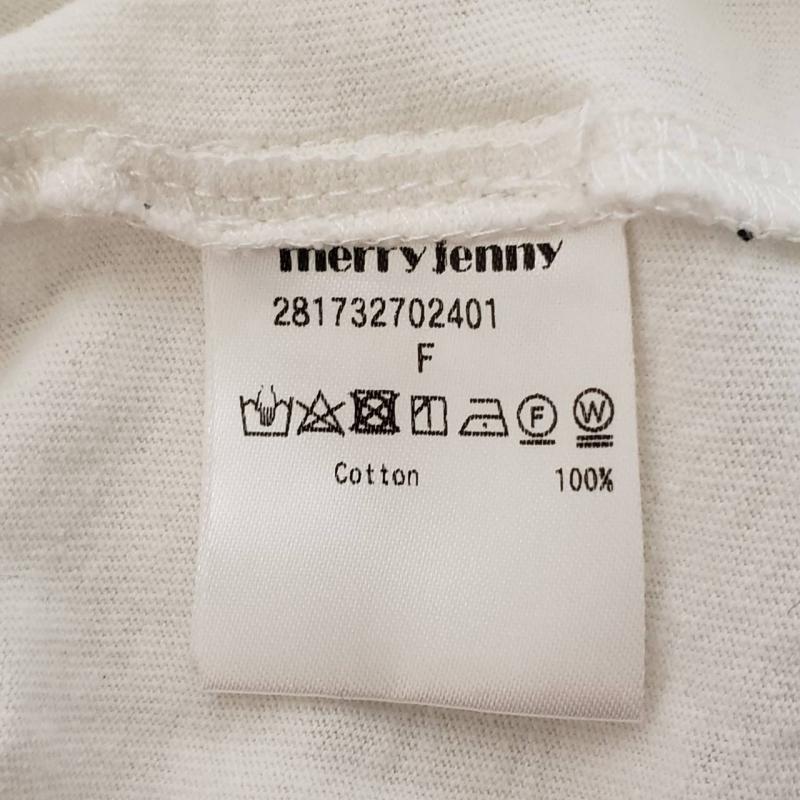 merry jenny
281732702401
F
F W
Cotton 100%